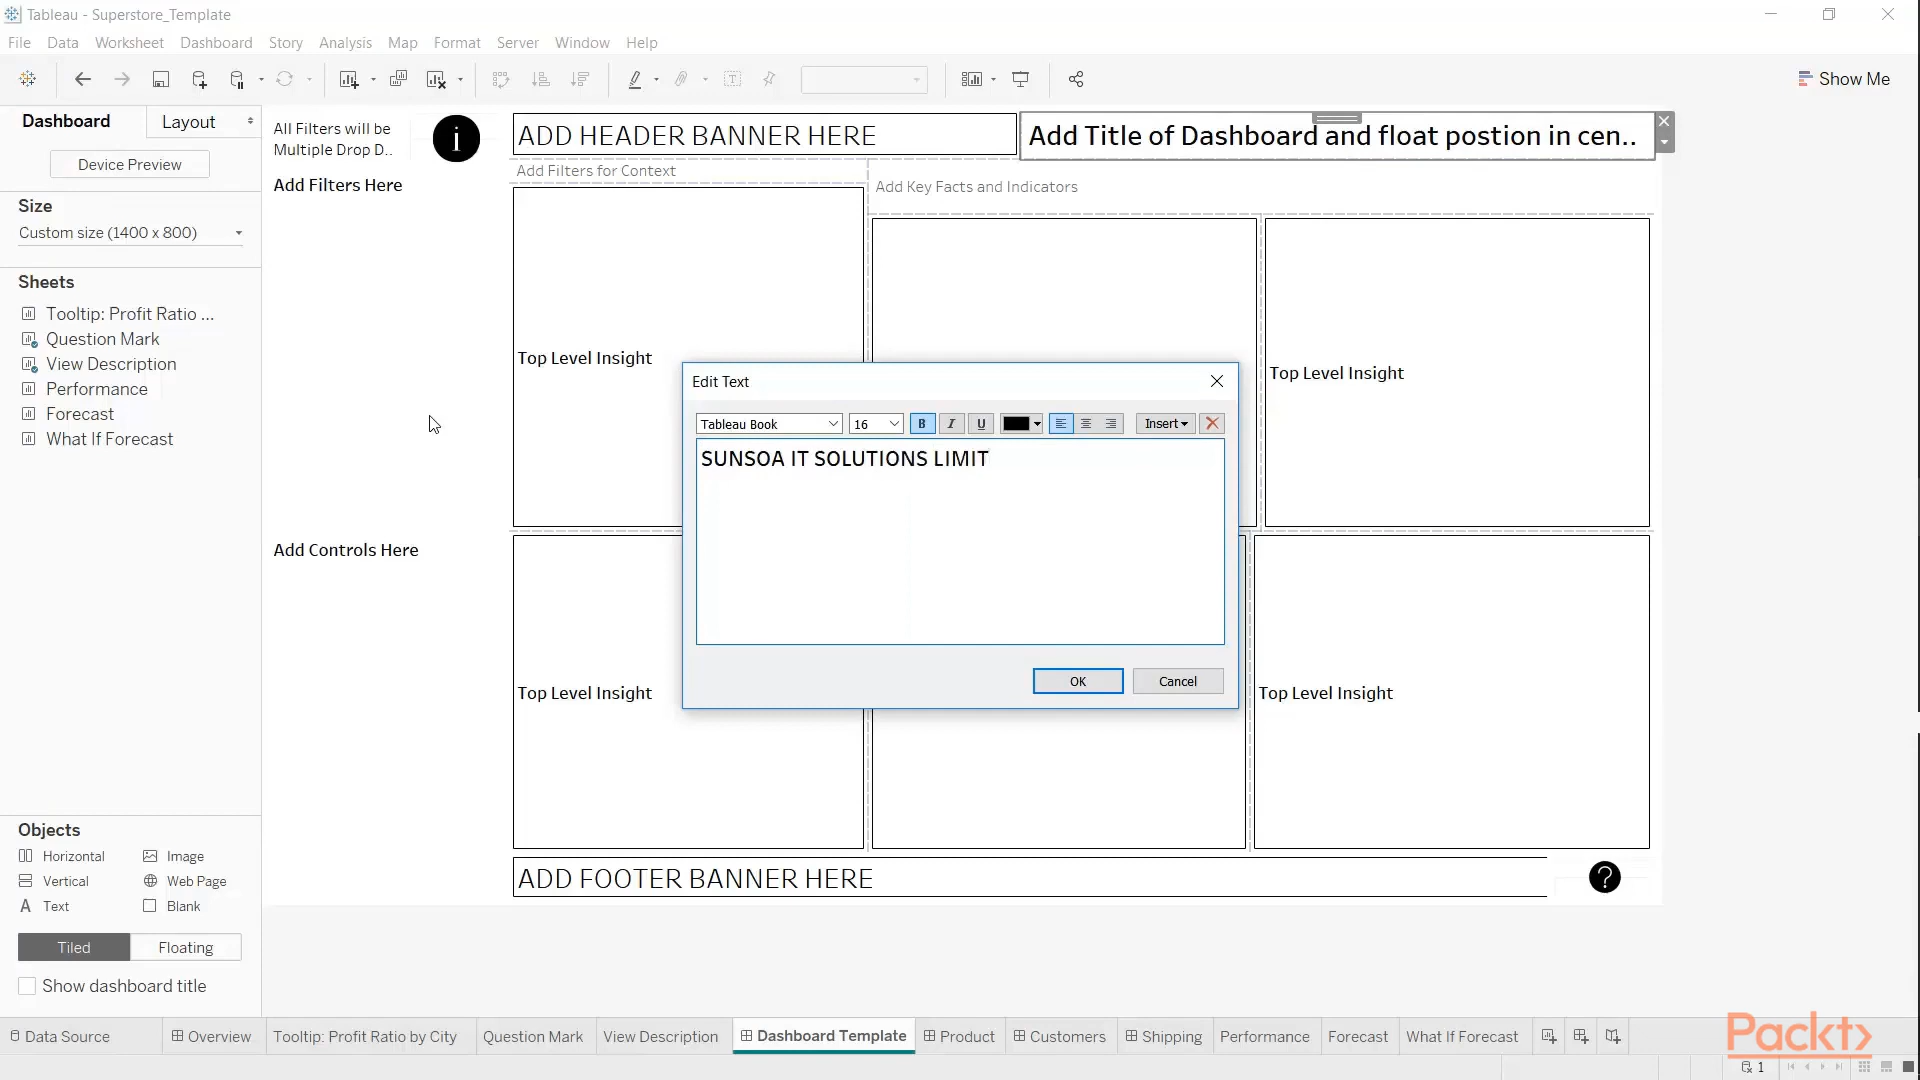 Tableau - Superstore_Template
File Data Worksheet Dashboard Story Analysis Map Format Server Window Help
Show Me
Dashboard Layout
Device Preview
Size
Custom size (1400 x 800)
Sheets
Tooltip: Profit Ratio ...
Question Mark
View Description
Performance
Forecast
What If Forecast
Objects
Horizontal Image
Vertical Web Page
A Text Blank
Tiled Floating
Show dashboard title
All Filters will be
Multiple Drop D..
i
Add Filters Here
Add Controls Here
ADD HEADER BANNER HERE
Add Title of Dashboard and float postion in cen..
Add Filters for Context
Add Key Facts and Indicators
Top Level Insight
Top Level Insight
Edit Text
Tableau Book 16 B I U Insert
SUNSOA IT SOLUTIONS LIMIT
OK Cancel
Top Level Insight
Top Level Insight
ADD FOOTER BANNER HERE
?
Data Source Overview Tooltip: Profit Ratio by City Question Mark View Description Dashboard Template Product Customers Shipping Performance Forecast What If Forecast
Packt
1